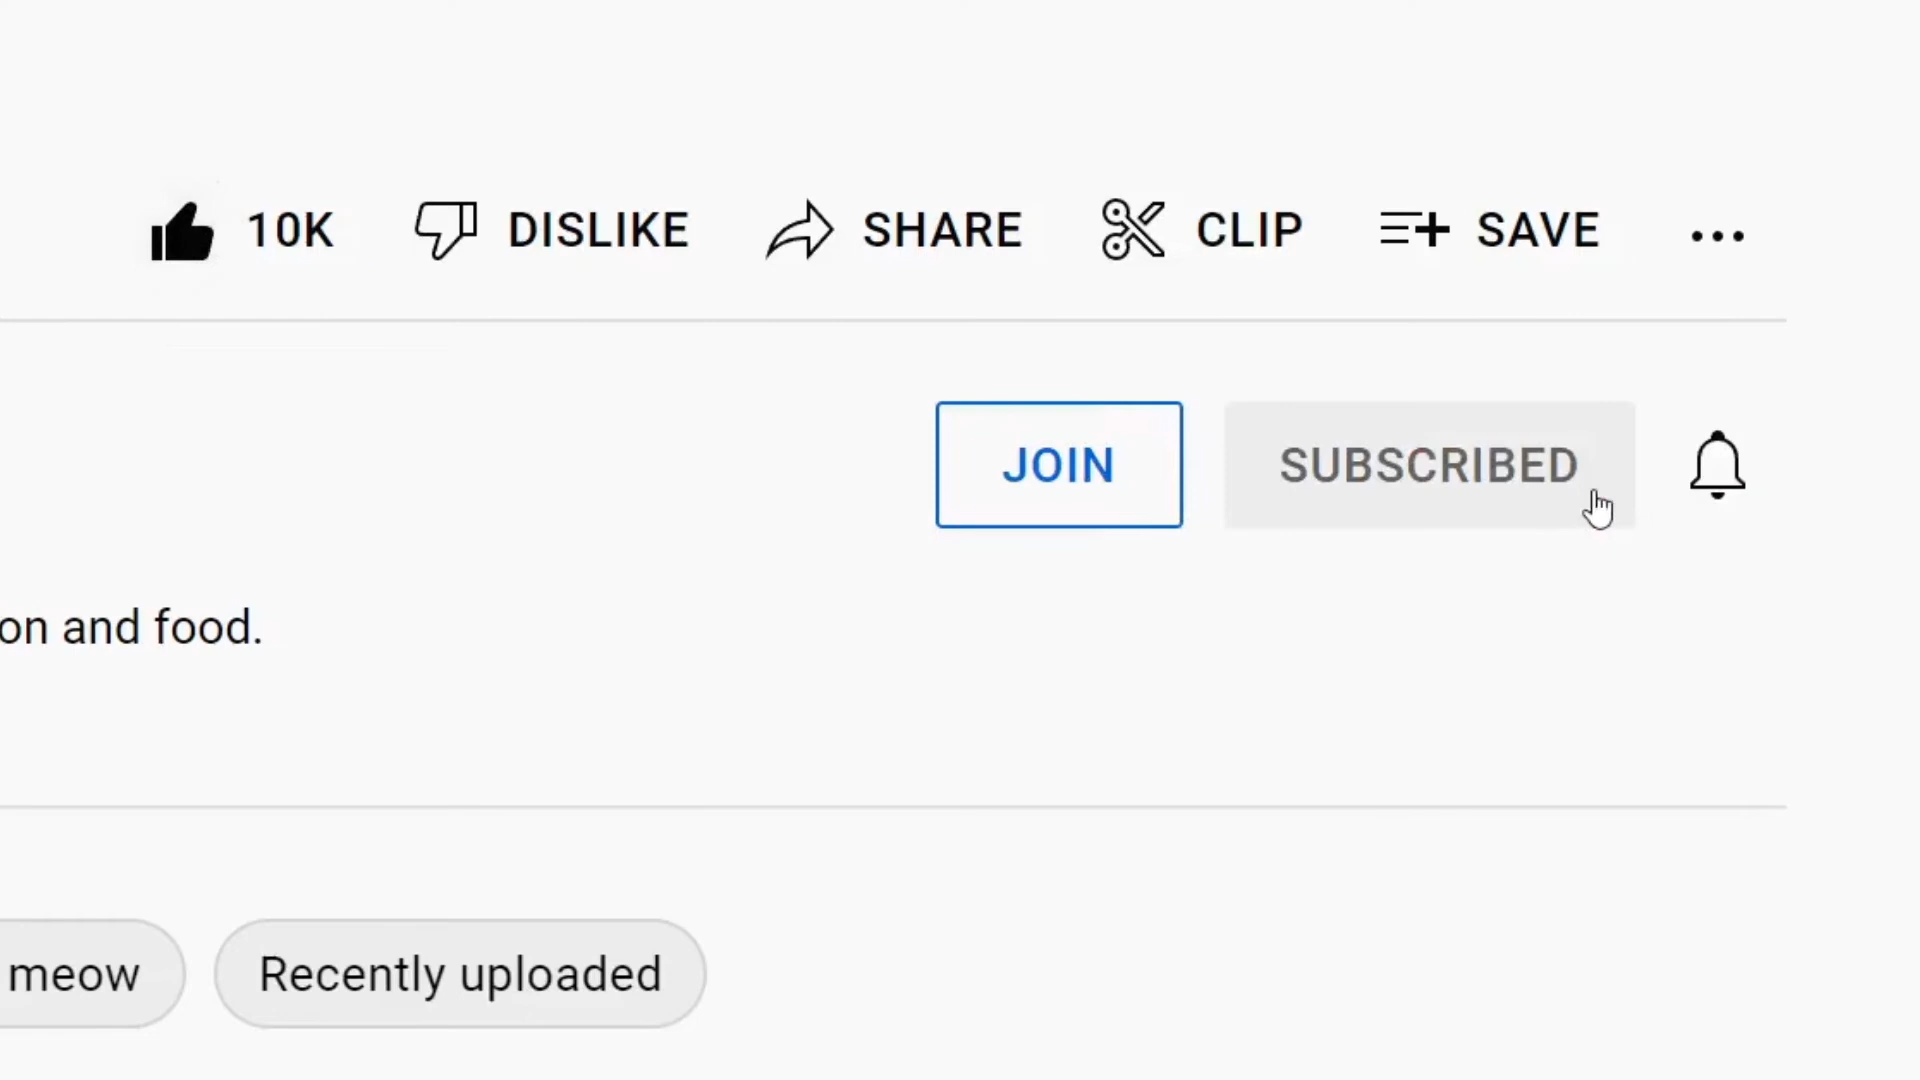 10K DISLIKE SHARE CLIP SAVE
JOIN SUBSCRIBED
on and food.
meow Recently uploaded